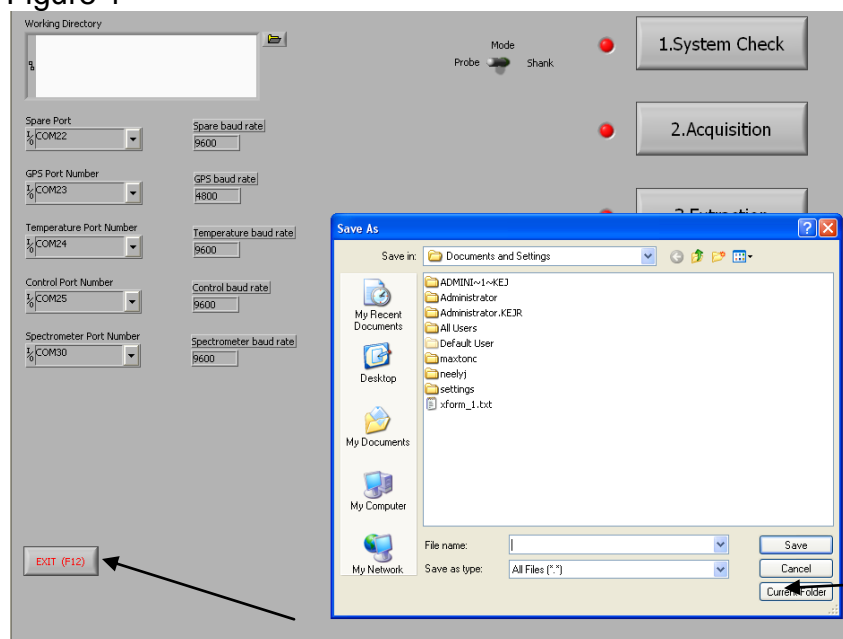 Working Directory
Mode
Probe Shank
1.System Check
2.Acquisition
Spare Port
COM22
Spare baud rate
9600
GPS Port Number
COM23
GPS baud rate
4800
Temperature Port Number
COM24
Temperature baud rate
9600
Control Port Number
COM25
Control baud rate
9600
Spectrometer Port Number
COM30
Spectrometer baud rate
9600
EXIT (F12)
Save As
Save in: Documents and Settings
My Recent Documents
Desktop
My Documents
My Computer
My Network
ADMINI~1~KEJ
Administrator
Administrator.KEJR
All Users
Default User
maxtonc
neelyj
settings
xform_1.txt
File name:
Save
Save as type: All Files (*.*)
Cancel
Current Folder